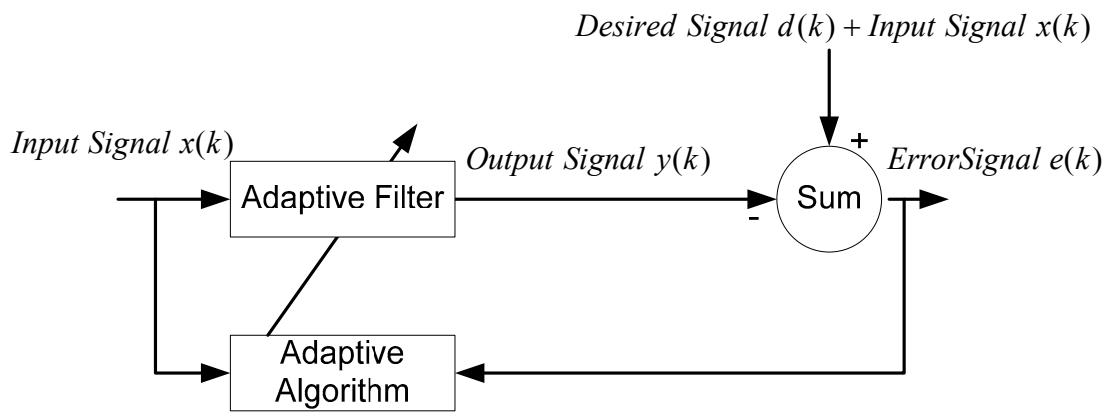 Desired Signal d(k) + Input Signal x(k)
Input Signal x(k)
Output Signal y(k)
+
ErrorSignal e(k)
Adaptive Filter
Sum
-
Adaptive
Algorithm